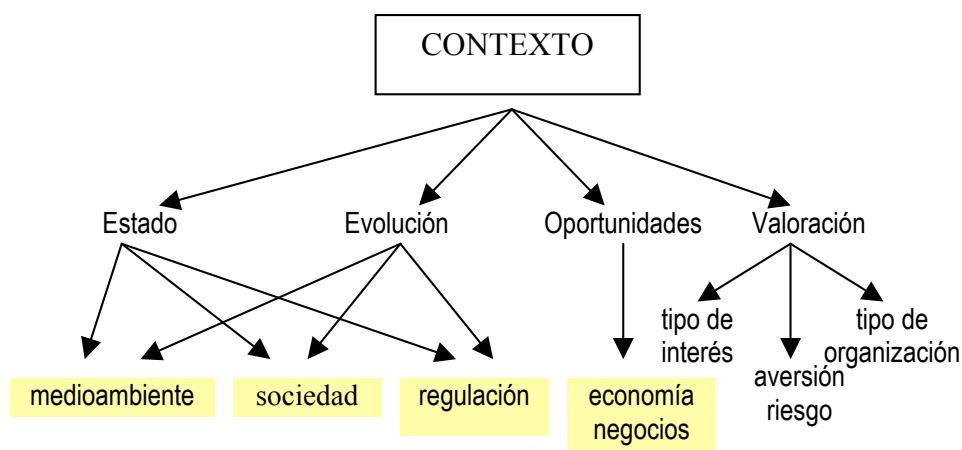 CONTEXTO
Estado
Evolución
Oportunidades
Valoración
tipo de
interés
aversión
riesgo
tipo de
organización
medioambiente
sociedad
regulación
economía
negocios